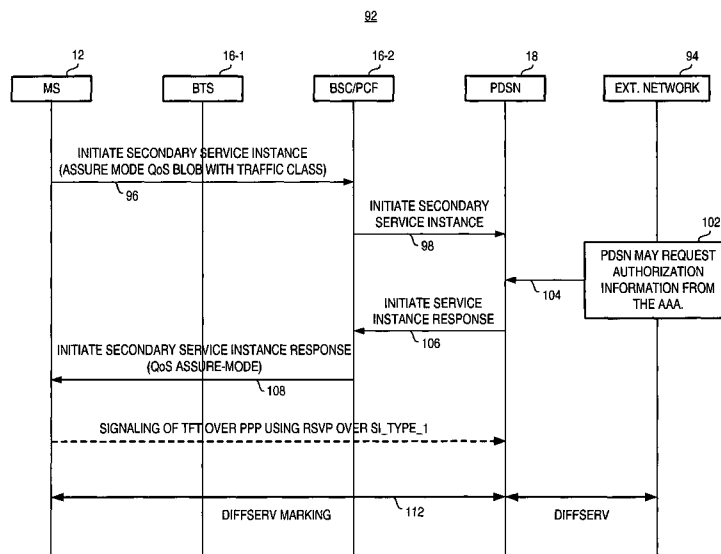 92
12
16-1
16-2
18
94
MS
BTS
BSC/PCF
PDSN
EXT. NETWORK
INITIATE SECONDARY SERVICE INSTANCE
(ASSURE MODE QoS BLOB WITH TRAFFIC CLASS)
96
INITIATE SECONDARY
SERVICE INSTANCE
98
102
PDSN MAY REQUEST
AUTHORIZATION
INFORMATION FROM
THE AAA.
104
INITIATE SERVICE
INSTANCE RESPONSE
106
INITIATE SECONDARY SERVICE INSTANCE RESPONSE
(QoS ASSURE-MODE)
108
SIGNALING OF TFT OVER PPP USING RSVP OVER SI_TYPE_1
DIFFSERV MARKING
112
DIFFSERV